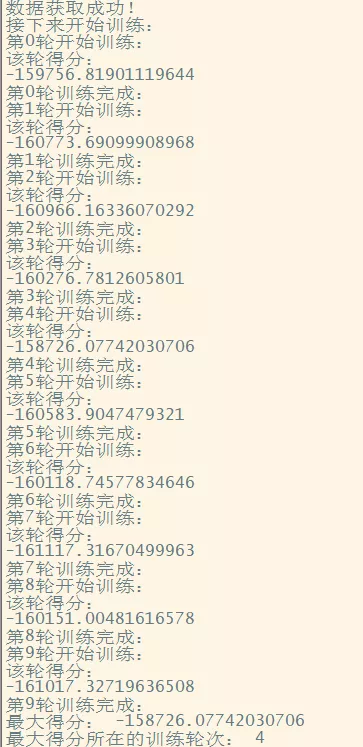 数据获取成功！
接下来开始训练：
第0轮开始训练：
该轮得分：
-159756.81901119644
第0轮训练完成：
第1轮开始训练：
该轮得分：
-160773.69099908968
第1轮训练完成：
第2轮开始训练：
该轮得分：
-160966.16336070292
第2轮训练完成：
第3轮开始训练：
该轮得分：
-160276.7812605801
第3轮训练完成：
第4轮开始训练：
该轮得分：
-158726.07742030706
第4轮训练完成：
第5轮开始训练：
该轮得分：
-160583.9047479321
第5轮训练完成：
第6轮开始训练：
该轮得分：
-160118.74577834646
第6轮训练完成：
第7轮开始训练：
该轮得分：
-161117.31670499963
第7轮训练完成：
第8轮开始训练：
该轮得分：
-160151.00481616578
第8轮训练完成：
第9轮开始训练：
该轮得分：
-161017.32719636508
第9轮训练完成：
最大得分： -158726.07742030706
最大得分所在的训练轮次： 4